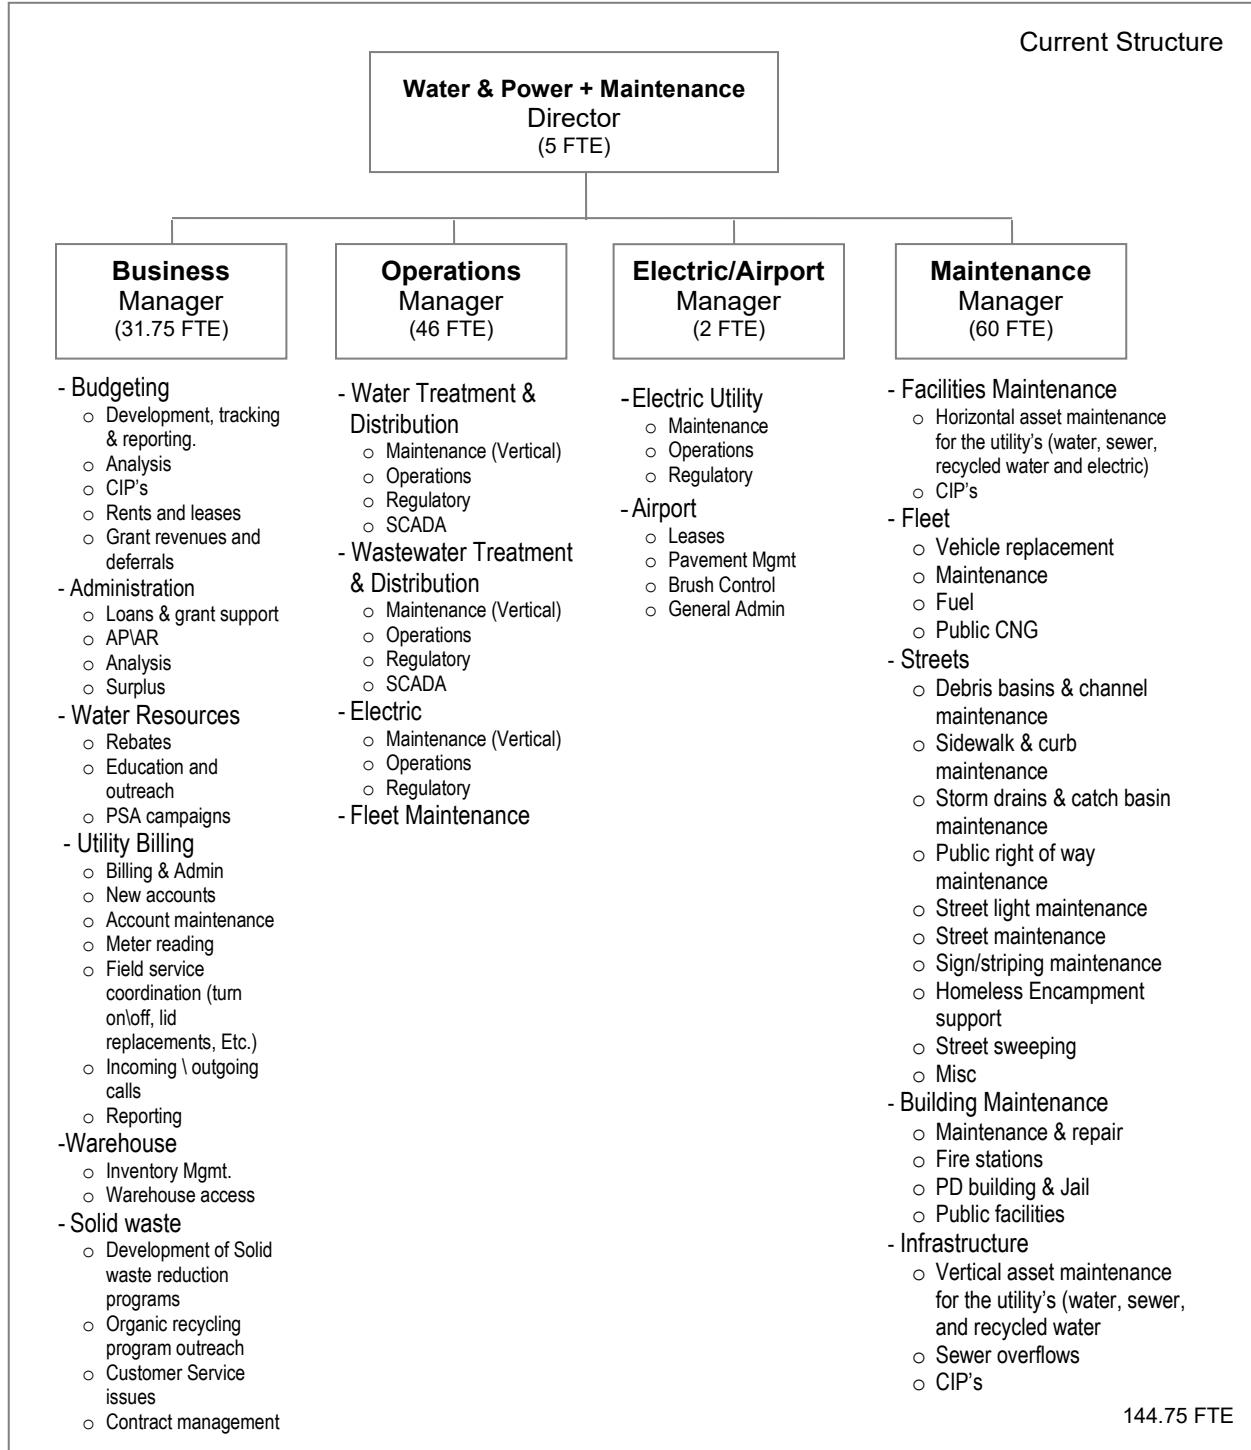 Current Structure
Water & Power + Maintenance
Director
(5 FTE)
Business
Manager
(31.75 FTE)
Operations
Manager
(46 FTE)
Electric/Airport
Manager
(2 FTE)
Maintenance
Manager
(60 FTE)
- Budgeting
o Development, tracking
& reporting.
o Analysis
o CIP's
o Rents and leases
o Grant revenues and
deferrals
- Administration
o Loans & grant support
o AP\AR
o Analysis
o Surplus
- Water Resources
o Rebates
o Education and
outreach
o PSA campaigns
- Utility Billing
o Billing & Admin
o New accounts
o Account maintenance
o Meter reading
o Field service
coordination (turn
on\off, lid
replacements, Etc.)
o Incoming \ outgoing
calls
o Reporting
-Warehouse
o Inventory Mgmt.
o Warehouse access
- Solid waste
o Development of Solid
waste reduction
programs
o Organic recycling
program outreach
o Customer Service
issues
o Contract management
- Water Treatment &
Distribution
o Maintenance (Vertical)
o Operations
o Regulatory
o SCADA
- Wastewater Treatment
& Distribution
o Maintenance (Vertical)
o Operations
o Regulatory
o SCADA
- Electric
o Maintenance (Vertical)
o Operations
o Regulatory
- Fleet Maintenance
-Electric Utility
o Maintenance
o Operations
o Regulatory
- Airport
o Leases
o Pavement Mgmt
o Brush Control
o General Admin
- Facilities Maintenance
o Horizontal asset maintenance
for the utility's (water, sewer,
recycled water and electric)
o CIP's
- Fleet
o Vehicle replacement
o Maintenance
o Fuel
o Public CNG
- Streets
o Debris basins & channel
maintenance
o Sidewalk & curb
maintenance
o Storm drains & catch basin
maintenance
o Public right of way
maintenance
o Street light maintenance
o Street maintenance
o Sign/striping maintenance
o Homeless Encampment
support
o Street sweeping
o Misc
- Building Maintenance
o Maintenance & repair
o Fire stations
o PD building & Jail
o Public facilities
- Infrastructure
o Vertical asset maintenance
for the utility's (water, sewer,
and recycled water
o Sewer overflows
o CIP's
144.75 FTE